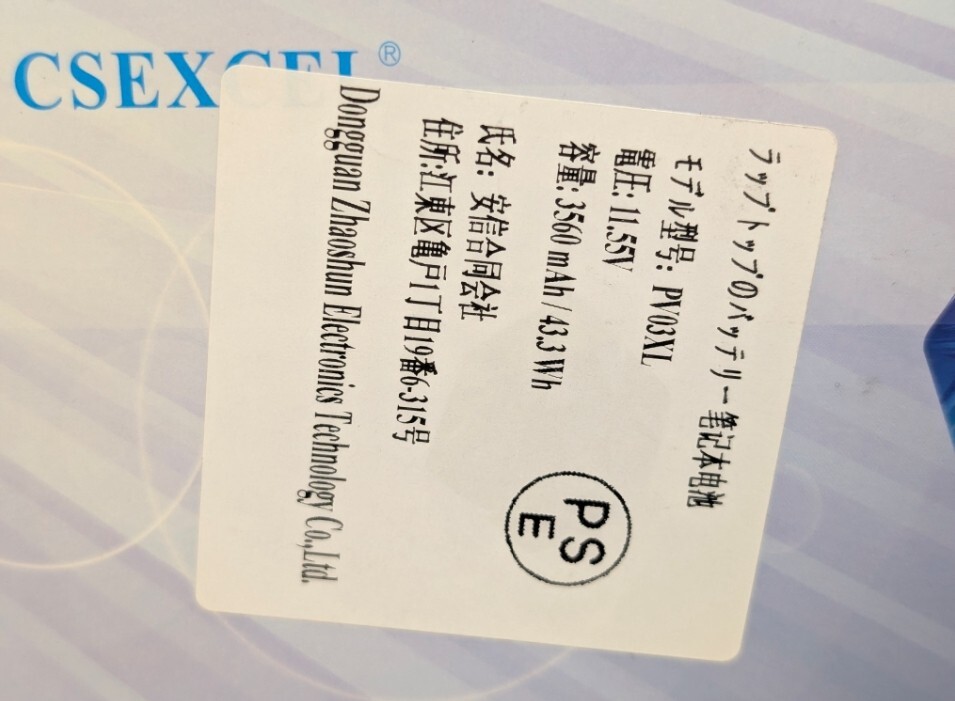 CSEXCEL®
ラップトップのバッテリー
モデル型号: PV03XL 笔记本电池
電圧: 11.55V
容量: 3560 mAh / 43.3 Wh
氏名: 安信合同会社
住所:江東区亀戸1丁目19番6-315号
Dongguan Zhaoshun Electronics Technology Co.,Ltd.
PS
E